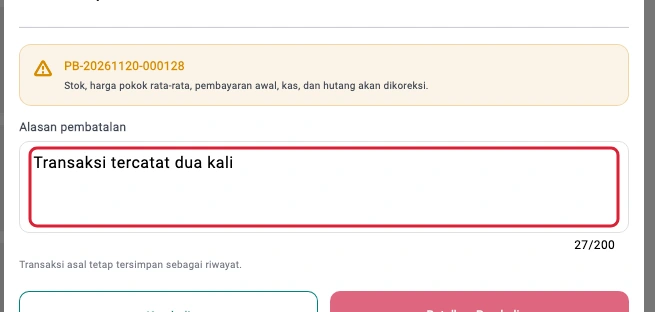 PB-20261120-000128
Stok, harga pokok rata-rata, pembayaran awal, kas, dan hutang akan dikoreksi.
Alasan pembatalan
Transaksi tercatat dua kali
27/200
Transaksi asal tetap tersimpan sebagai riwayat.